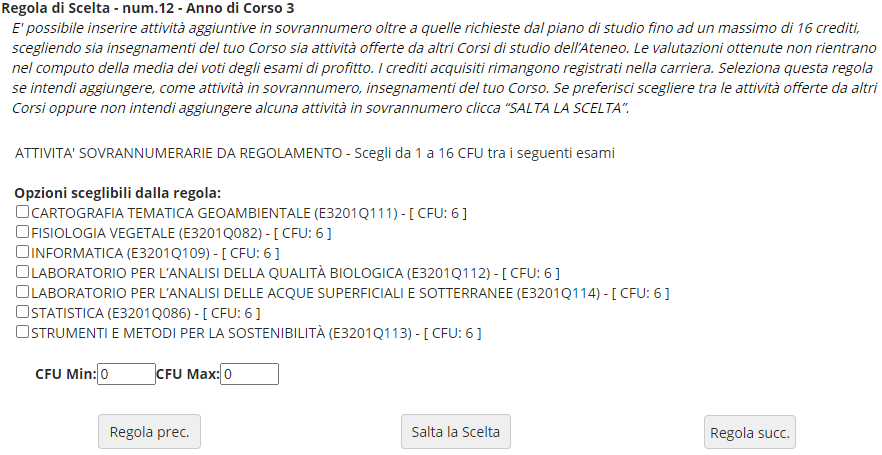 Regola di Scelta - num.12 - Anno di Corso 3
E' possibile inserire attività aggiuntive in sovrannumero oltre a quelle richieste dal piano di studio fino ad un massimo di 16 crediti,
scegliendo sia insegnamenti del tuo Corso sia attività offerte da altri Corsi di studio dell'Ateneo. Le valutazioni ottenute non rientrano
nel computo della media dei voti degli esami di profitto. I crediti acquisiti rimangono registrati nella carriera. Seleziona questa regola
se intendi aggiungere, come attività in sovrannumero, insegnamenti del tuo Corso. Se preferisci scegliere tra le attività offerte da altri
Corsi oppure non intendi aggiungere alcuna attività in sovrannumero clicca “SALTA LA SCELTA”.
ATTIVITA' SOVRANNUMERARIE DA REGOLAMENTO - Scegli da 1 a 16 CFU tra i seguenti esami
Opzioni sceglibili dalla regola:
CARTOGRAFIA TEMATICA GEOAMBIENTALE (E3201Q111) - [ CFU: 6 ]
FISIOLOGIA VEGETALE (E3201Q082) - [ CFU: 6 ]
INFORMATICA (E3201Q109) - [ CFU: 6 ]
LABORATORIO PER L’ANALISI DELLA QUALITÀ BIOLOGICA (E3201Q112) - [ CFU: 6 ]
LABORATORIO PER L’ANALISI DELLE ACQUE SUPERFICIALI E SOTTERRANEE (E3201Q114) - [ CFU: 6 ]
STATISTICA (E3201Q086) - [ CFU: 6 ]
STRUMENTI E METODI PER LA SOSTENIBILITÀ (E3201Q113) - [ CFU: 6 ]
CFU Min: 0 CFU Max: 0
Regola prec. Salta la Scelta Regola succ.